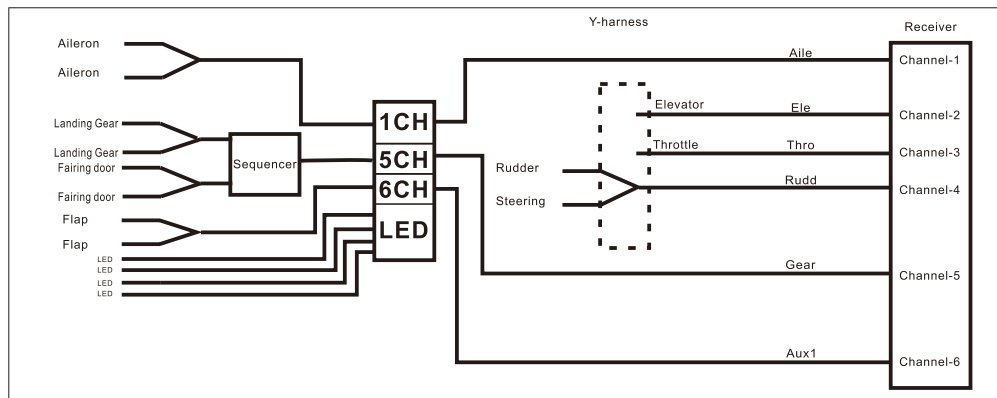 Y-harness
Receiver
Aileron
Aileron
Aile
Channel-1
Landing Gear
Landing Gear
Fairing door
Fairing door
Sequencer
Flap
Flap
LED
LED
LED
LED
1CH
5CH
6CH
LED
Elevator
Ele
Channel-2
Throttle
Thro
Channel-3
Rudder
Steering
Rudd
Channel-4
Gear
Channel-5
Aux1
Channel-6